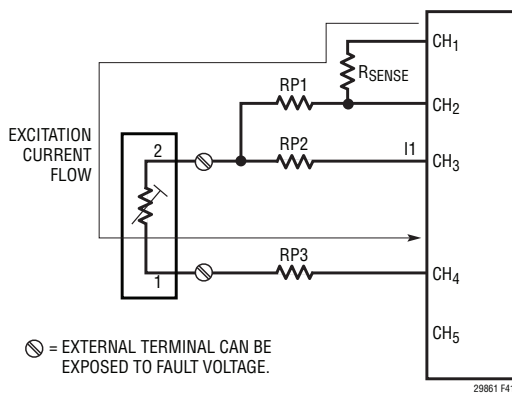 CH1
RSENSE
RP1
CH2
EXCITATION
CURRENT
FLOW
2
RP2
I1
CH3
1
RP3
CH4
CH5
= EXTERNAL TERMINAL CAN BE
EXPOSED TO FAULT VOLTAGE.
29861 F41